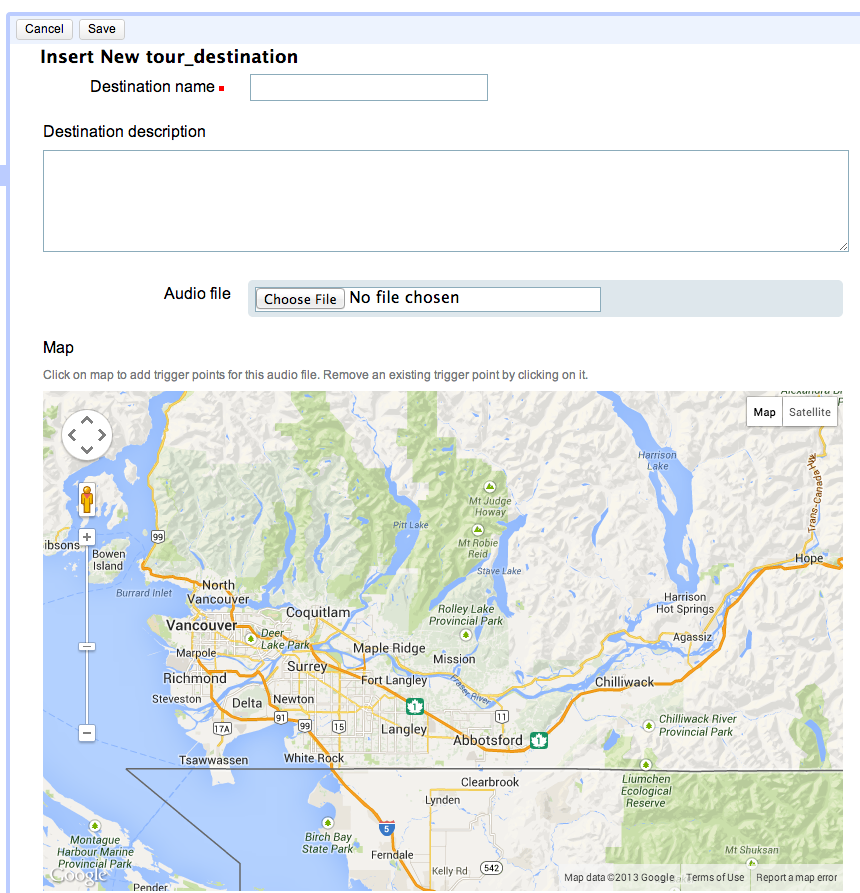 Cancel Save
Insert New tour_destination
Destination name
Destination description
Audio file Choose File No file chosen
Map
Click on map to add trigger points for this audio file. Remove an existing trigger point by clicking on it.
Map Satellite
Harrison
Lake
Trans-Canada Hwy
Mt Judge
Howay
Pitt Lake
Mt Robie
Reid
99
ibsons
Bowen
Island
Hope
Stave Lake
North
Vancouver
Burrard Inlet
Harrison
Hot Springs
Coquitlam
Rolley Lake
Provincial Park
Vancouver
Deer
Lake Park
Agassiz
Marpole
Maple Ridge
Mission
Surrey
Richmond
Fort Langley
Fraser River
Chilliwack
Steveston
Delta
Newton
1
91
99
15
11
17A
Langley
Abbotsford
1
Chilliwack River
Provincial Park
Tsawwassen
White Rock
Clearbrook
Liumchen
Ecological
Reserve
Lynden
5
Birch Bay
State Park
Montague
Harbour Marine
Provincial Park
Ferndale
Mt Shuksan
Kelly Rd
542
Google
Pender
Map data ©2013 Google Terms of Use Report a map error